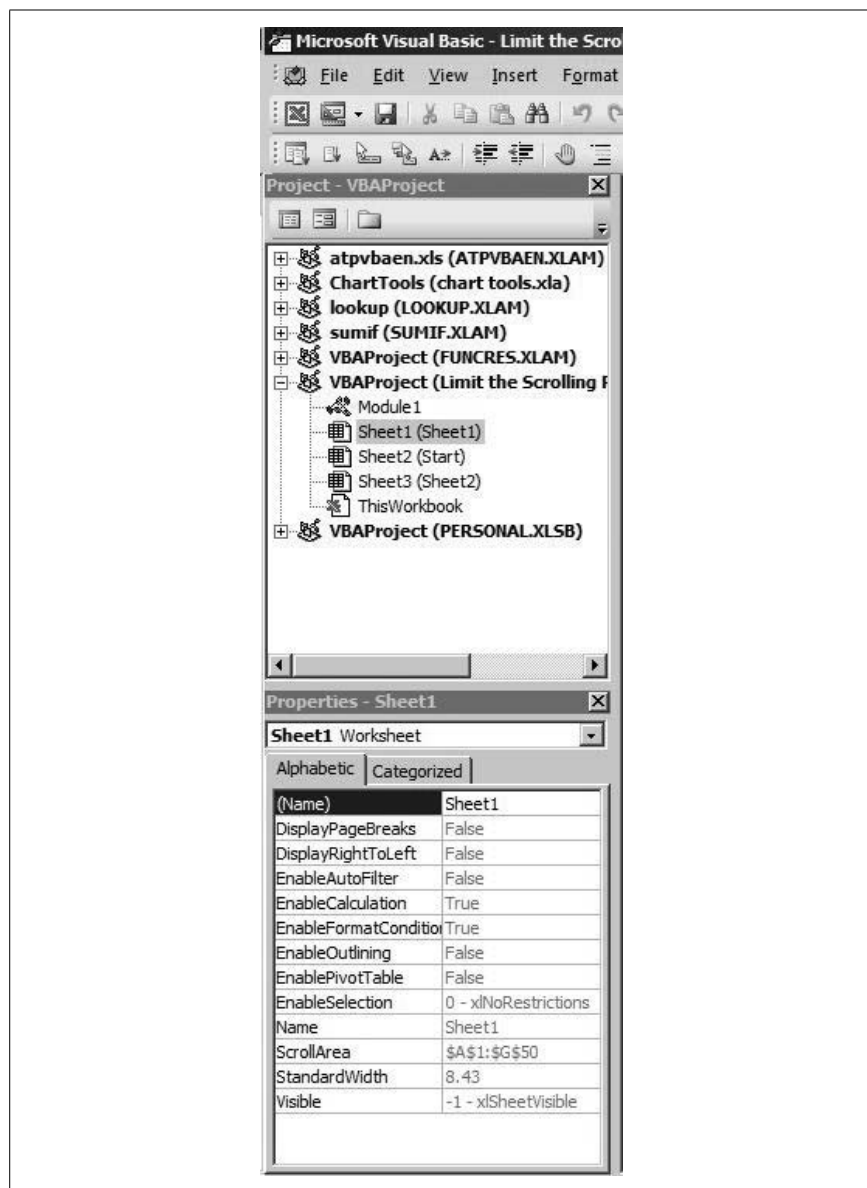 Microsoft Visual Basic - Limit the Scro
File Edit View Insert Format
Project - VBAProject
atpvbaen.xls (ATPVBAEN.XLAM)
ChartTools (chart tools.xla)
lookup (LOOKUP.XLAM)
sumif (SUMIF.XLAM)
VBAProject (FUNCRES.XLAM)
VBAProject (Limit the Scrolling
Module1
Sheet1 (Sheet1)
Sheet2 (Start)
Sheet3 (Sheet2)
ThisWorkbook
VBAProject (PERSONAL.XLSB)
Properties - Sheet1
Sheet1 Worksheet
Alphabetic Categorized
(Name) Sheet1
DisplayPageBreaks False
DisplayRightToLeft False
EnableAutoFilter False
EnableCalculation True
EnableFormatConditio True
EnableOutlining False
EnablePivotTable False
EnableSelection 0 - xlNoRestrictions
Name Sheet1
ScrollArea $A$1:$G$50
StandardWidth 8.43
Visible -1 - xlSheetVisible